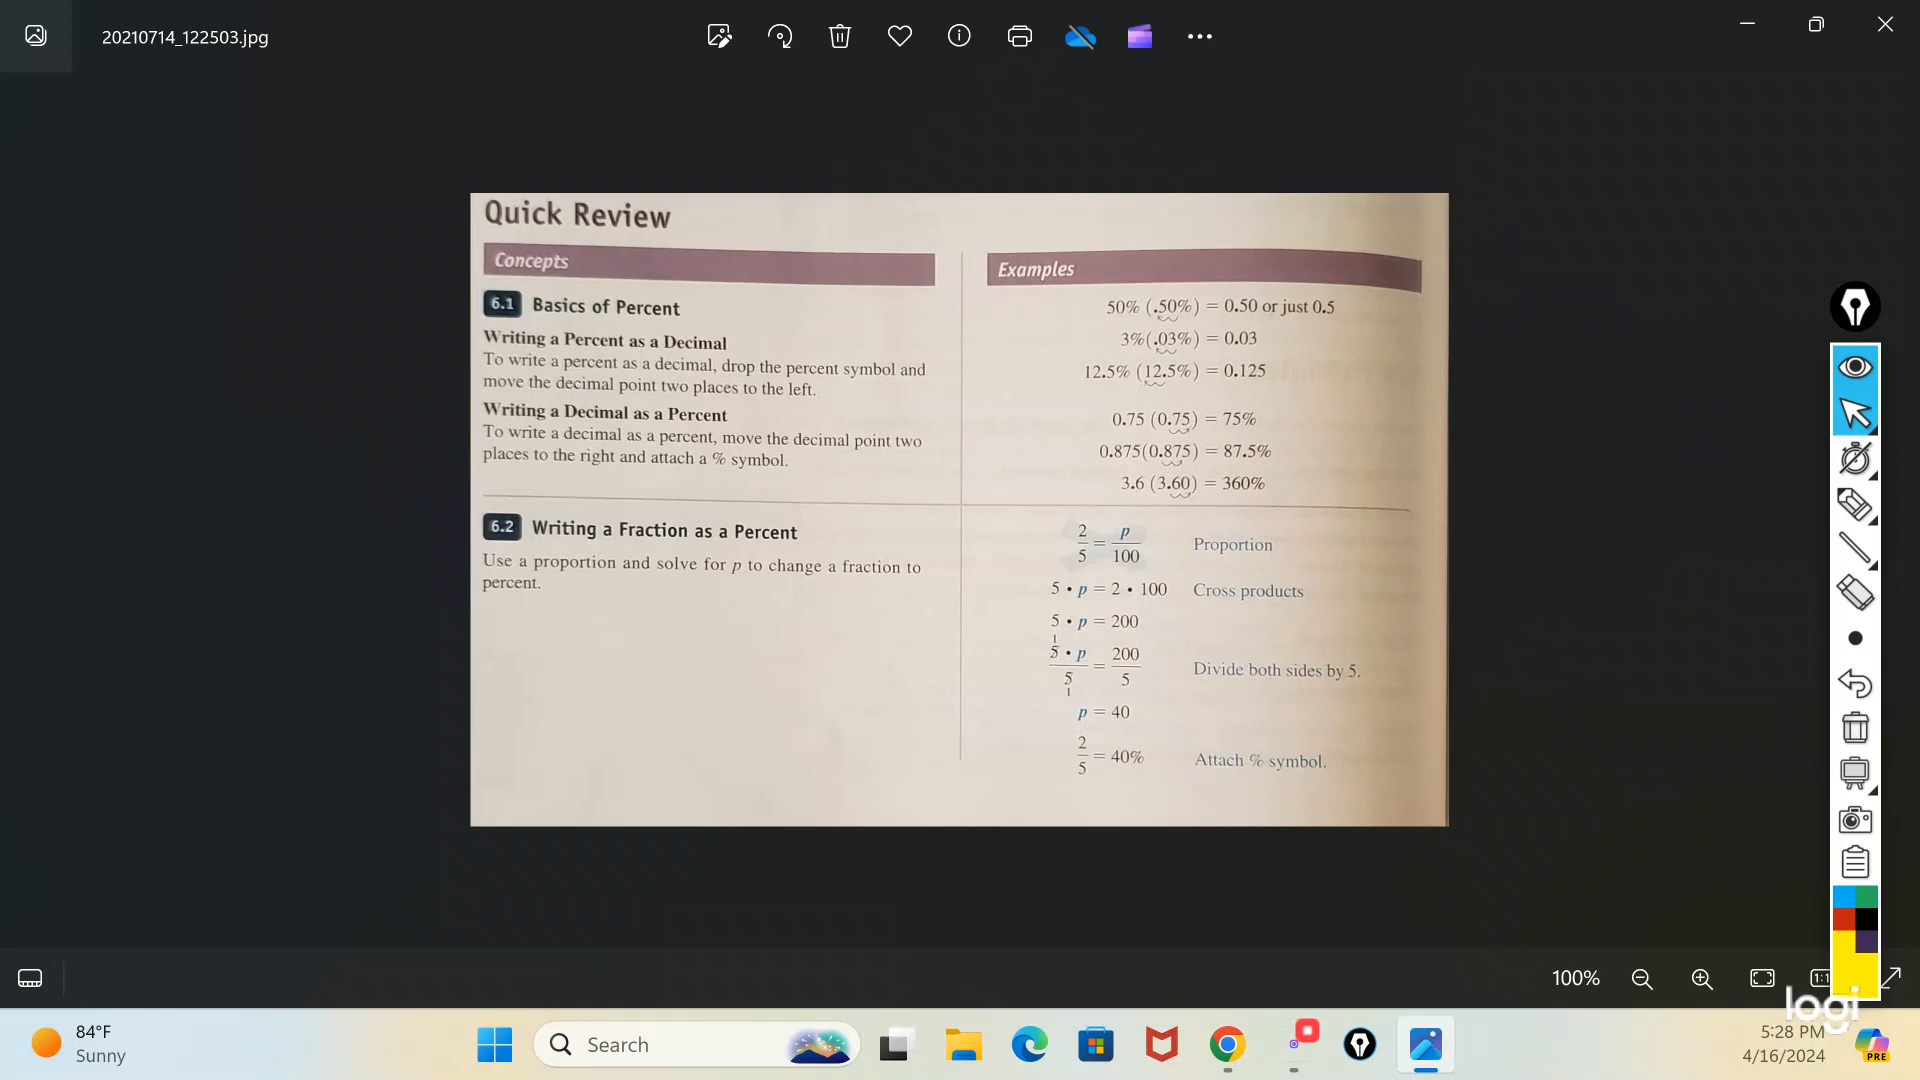 20210714_122503.jpg
Quick Review
Concepts
6.1 Basics of Percent
Writing a Percent as a Decimal
To write a percent as a decimal, drop the percent symbol and
move the decimal point two places to the left.
Writing a Decimal as a Percent
To write a decimal as a percent, move the decimal point two
places to the right and attach a % symbol.
6.2 Writing a Fraction as a Percent
Use a proportion and solve for p to change a fraction to
percent.
Examples
50% (.50%) = 0.50 or just 0.5
3%(.03%) = 0.03
12.5% (12.5%) = 0.125
0.75 (0.75) = 75%
0.875(0.875) = 87.5%
3.6 (3.60) = 360%
2/5 = p/100 Proportion
5 • p = 2 • 100 Cross products
5 • p = 200
1
5 • p / 5 = 200/5 Divide both sides by 5.
1
p = 40
2/5 = 40% Attach % symbol.
100%
1:1
logi
84°F
Sunny
Search
5:28 PM
4/16/2024
PRE